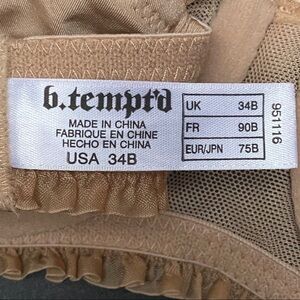 b.tempt'd
MADE IN CHINA
FABRIQUE EN CHINE
HECHO EN CHINA
USA 34B
UK 34B
FR 90B
EUR/JPN 75B
951116